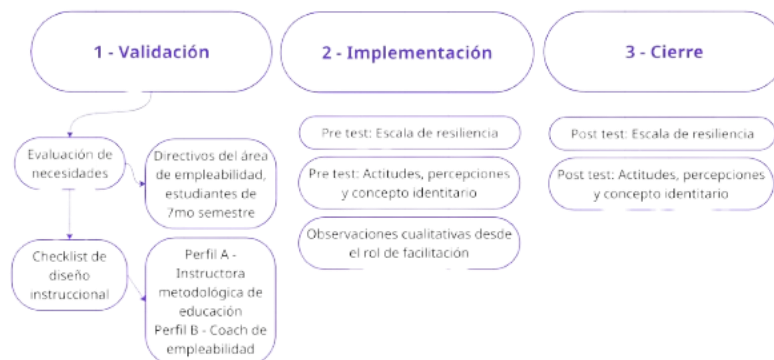 1 - Validación
2 - Implementación
3 - Cierre
Evaluación de
necesidades
Directivos del área
de empleabilidad,
estudiantes de
7mo semestre
Checklist de
diseño
instruccional
Perfil A -
Instructora
metodológica de
educación
Perfil B - Coach de
empleabilidad
Pre test: Escala de resiliencia
Pre test: Actitudes, percepciones
y concepto identitario
Observaciones cualitativas desde
el rol de facilitación
Post test: Escala de resiliencia
Post test: Actitudes, percepciones
y concepto identitario